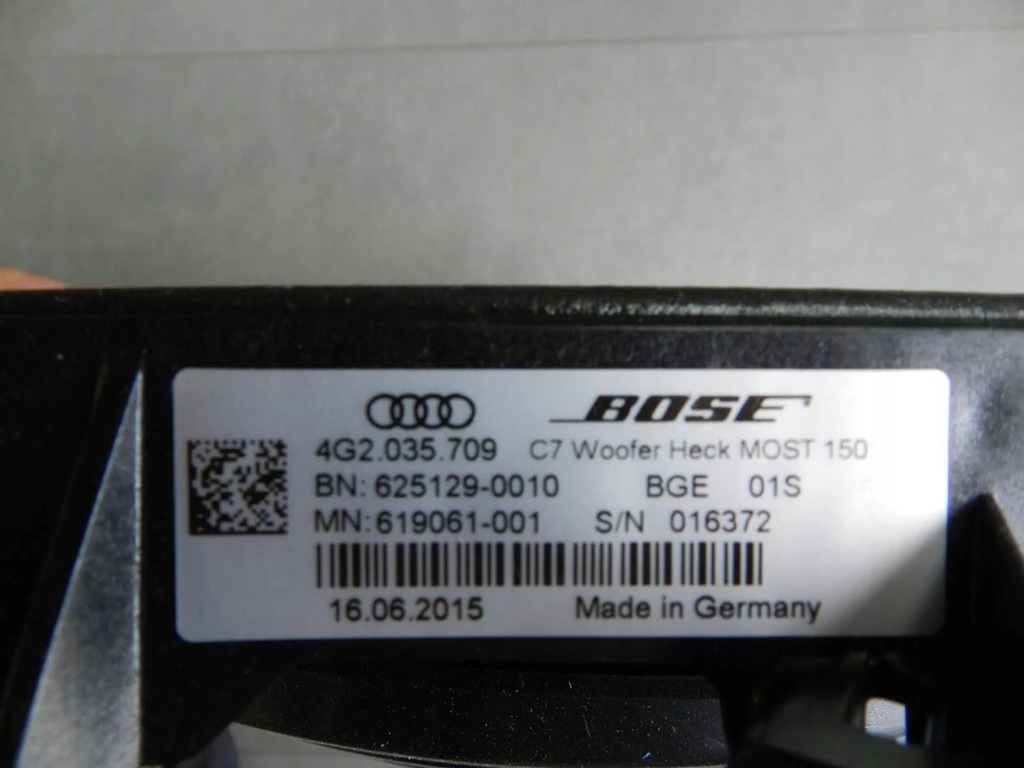 BOSE
4G2.035.709 C7 Woofer Heck MOST 150
BN: 625129-0010 BGE 01S
MN:619061-001 S/N 016372
16.06.2015 Made in Germany